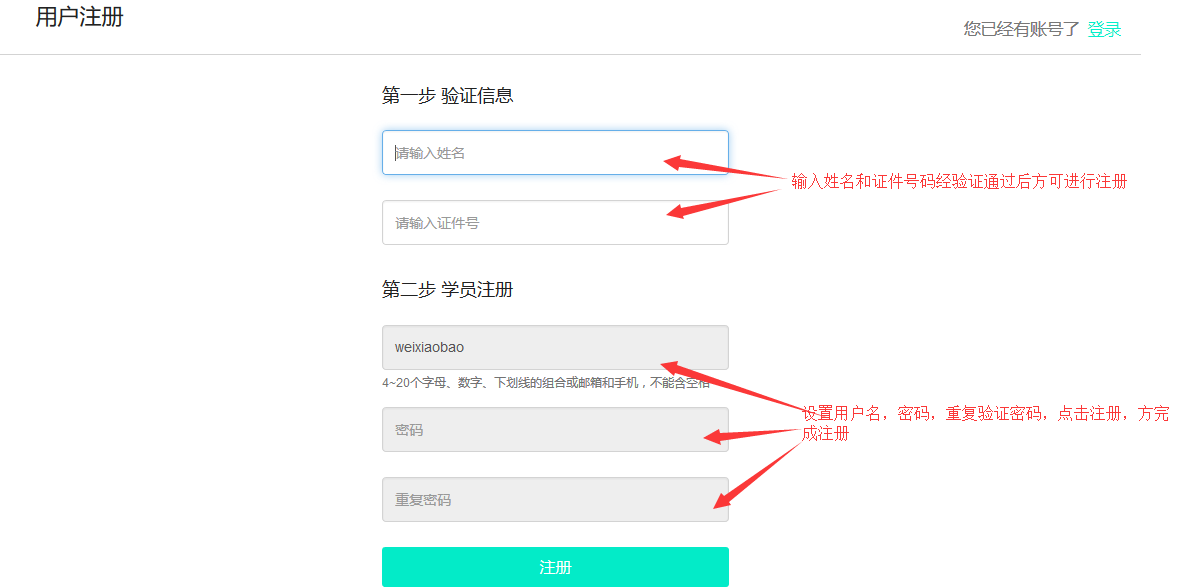 用户注册
您已经有账号了 登录
第一步 验证信息
请输入姓名
输入姓名和证件号码经验证通过后方可进行注册
请输入证件号
第二步 学员注册
weixiaobao
4~20个字母、数字、下划线的组合或邮箱和手机，不能含空格
设置用户名，密码，重复验证密码，点击注册，方完
成注册
密码
重复密码
注册